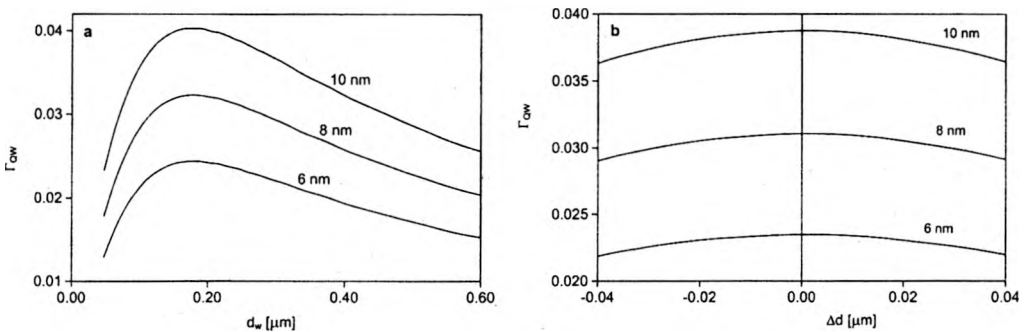 a
0.04
0.03
0.02
0.01
Γ_QW
10 nm
8 nm
6 nm
0.00 0.20 0.40 0.60
d_w [μm]
b
0.040
0.035
0.030
0.025
0.020
Γ_QW
10 nm
8 nm
6 nm
-0.04 -0.02 0.00 0.02 0.04
Δd [μm]